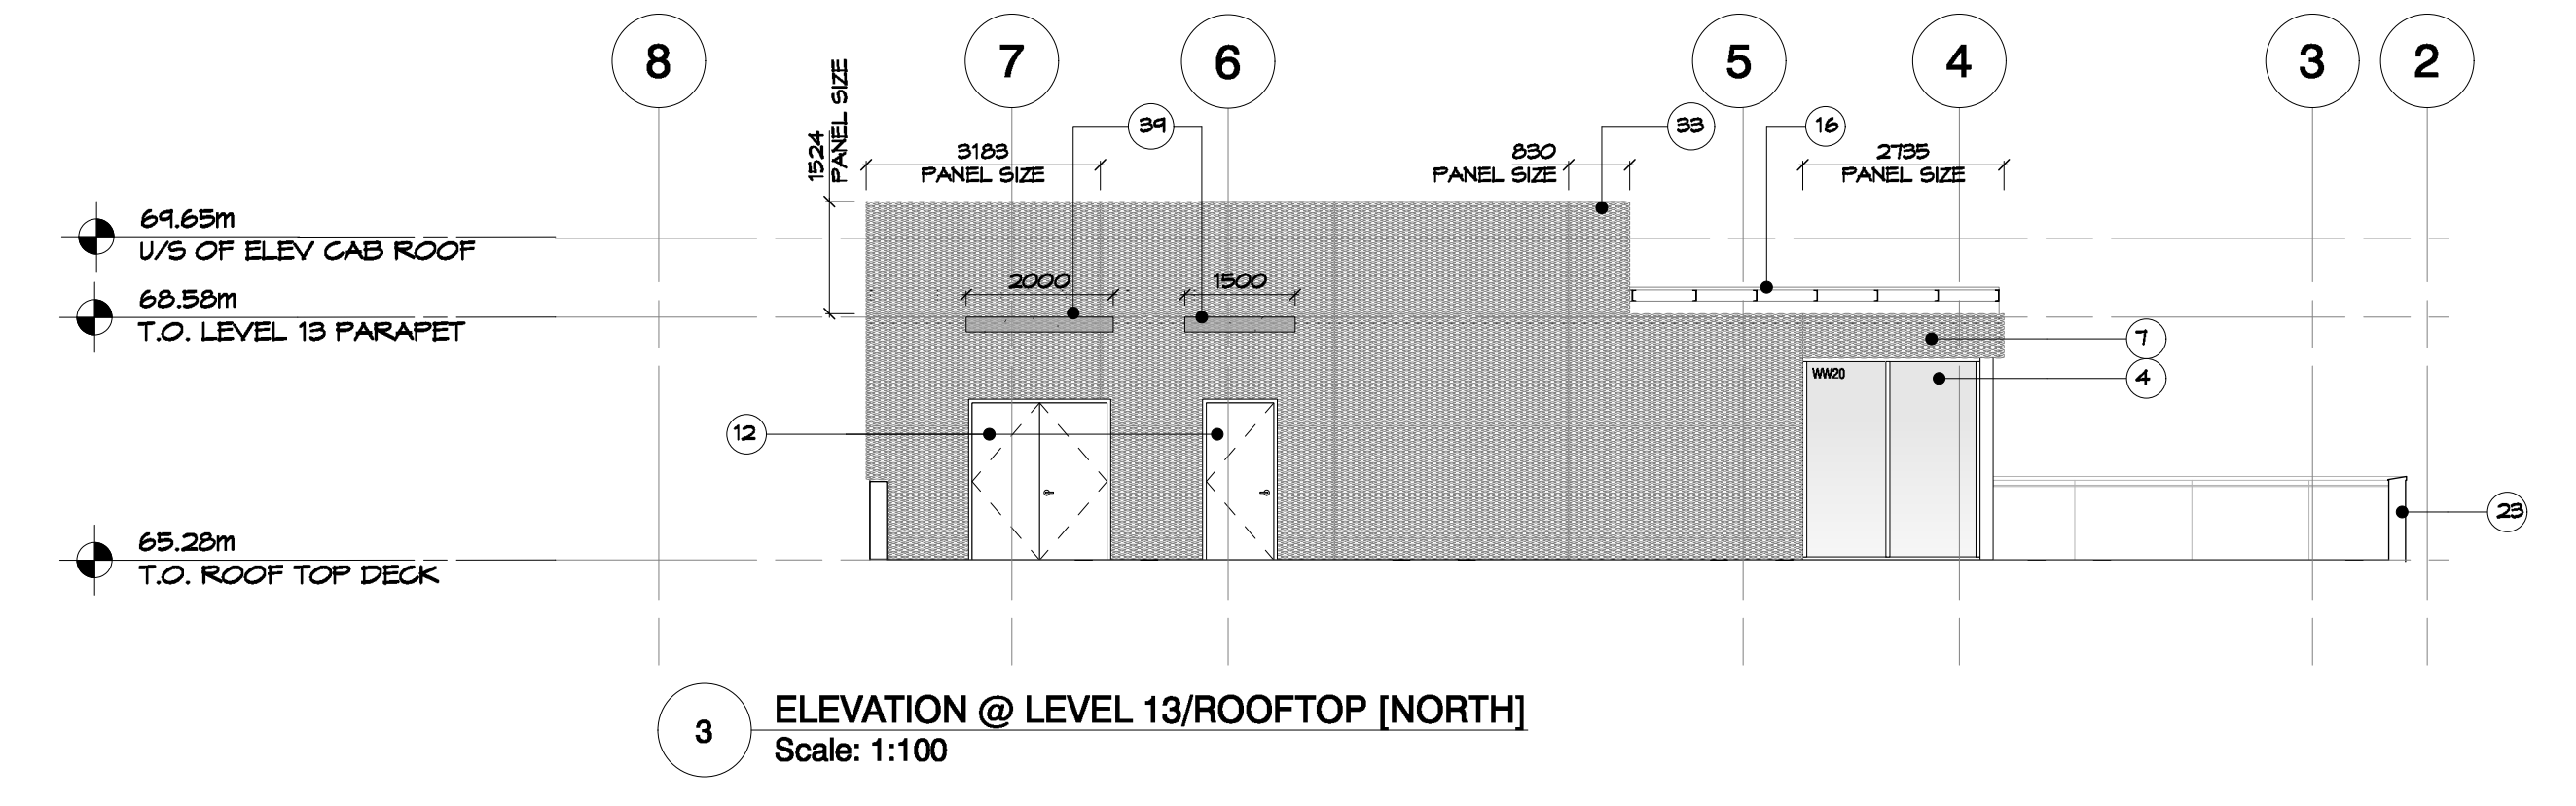 8
7
6
5
4
3
2
39
33
16
1524
PANEL SIZE
3183
PANEL SIZE
830
PANEL SIZE
2735
PANEL SIZE
69.65m
U/S OF ELEV CAB ROOF
2000
1500
68.58m
T.O. LEVEL 13 PARAPET
7
WW20
4
12
23
65.28m
T.O. ROOF TOP DECK
3
ELEVATION @ LEVEL 13/ROOFTOP [NORTH]
Scale: 1:100